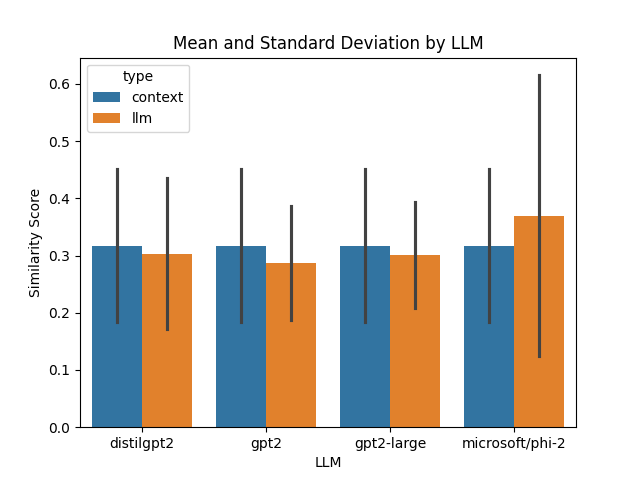 Mean and Standard Deviation by LLM
type
context
llm
0.6
0.5
0.4
0.3
0.2
0.1
0.0
Similarity Score
distilgpt2
gpt2
gpt2-large
microsoft/phi-2
LLM